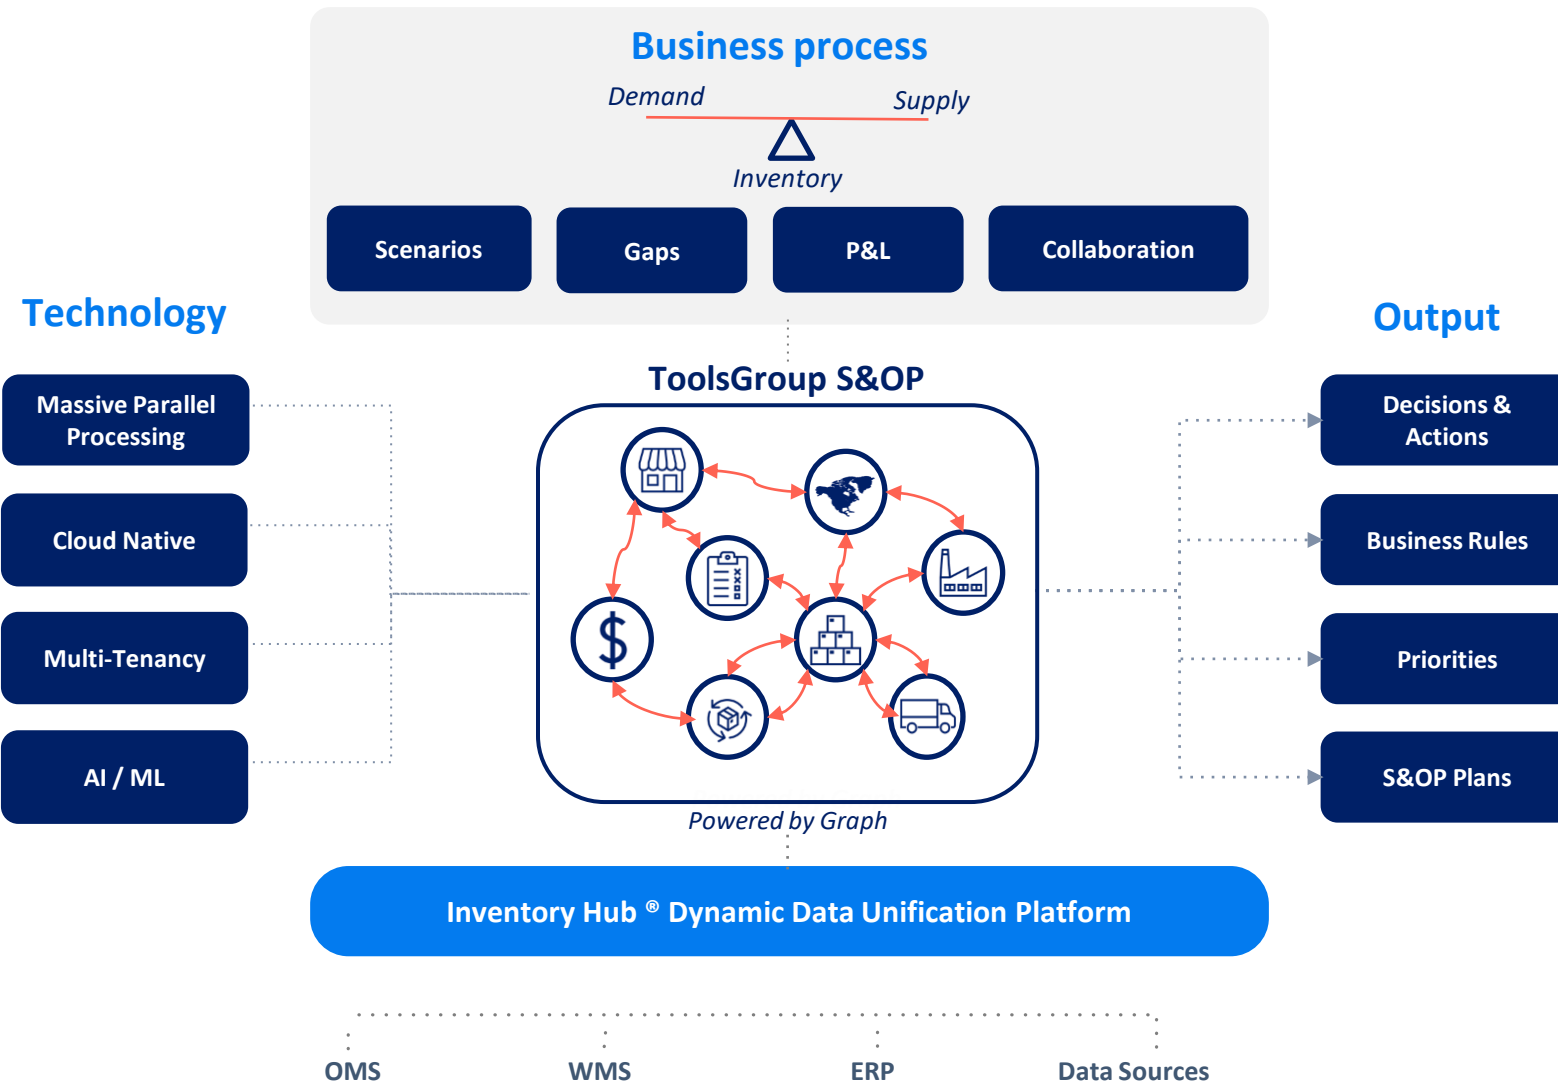 Business process
Demand
Supply
Inventory
Scenarios
Gaps
P&L
Collaboration
Technology
Massive Parallel
Processing
Cloud Native
Multi-Tenancy
AI / ML
ToolsGroup S&OP
$
Powered by Graph
Output
Decisions &
Actions
Business Rules
Priorities
S&OP Plans
Inventory Hub ® Dynamic Data Unification Platform
OMS
WMS
ERP
Data Sources